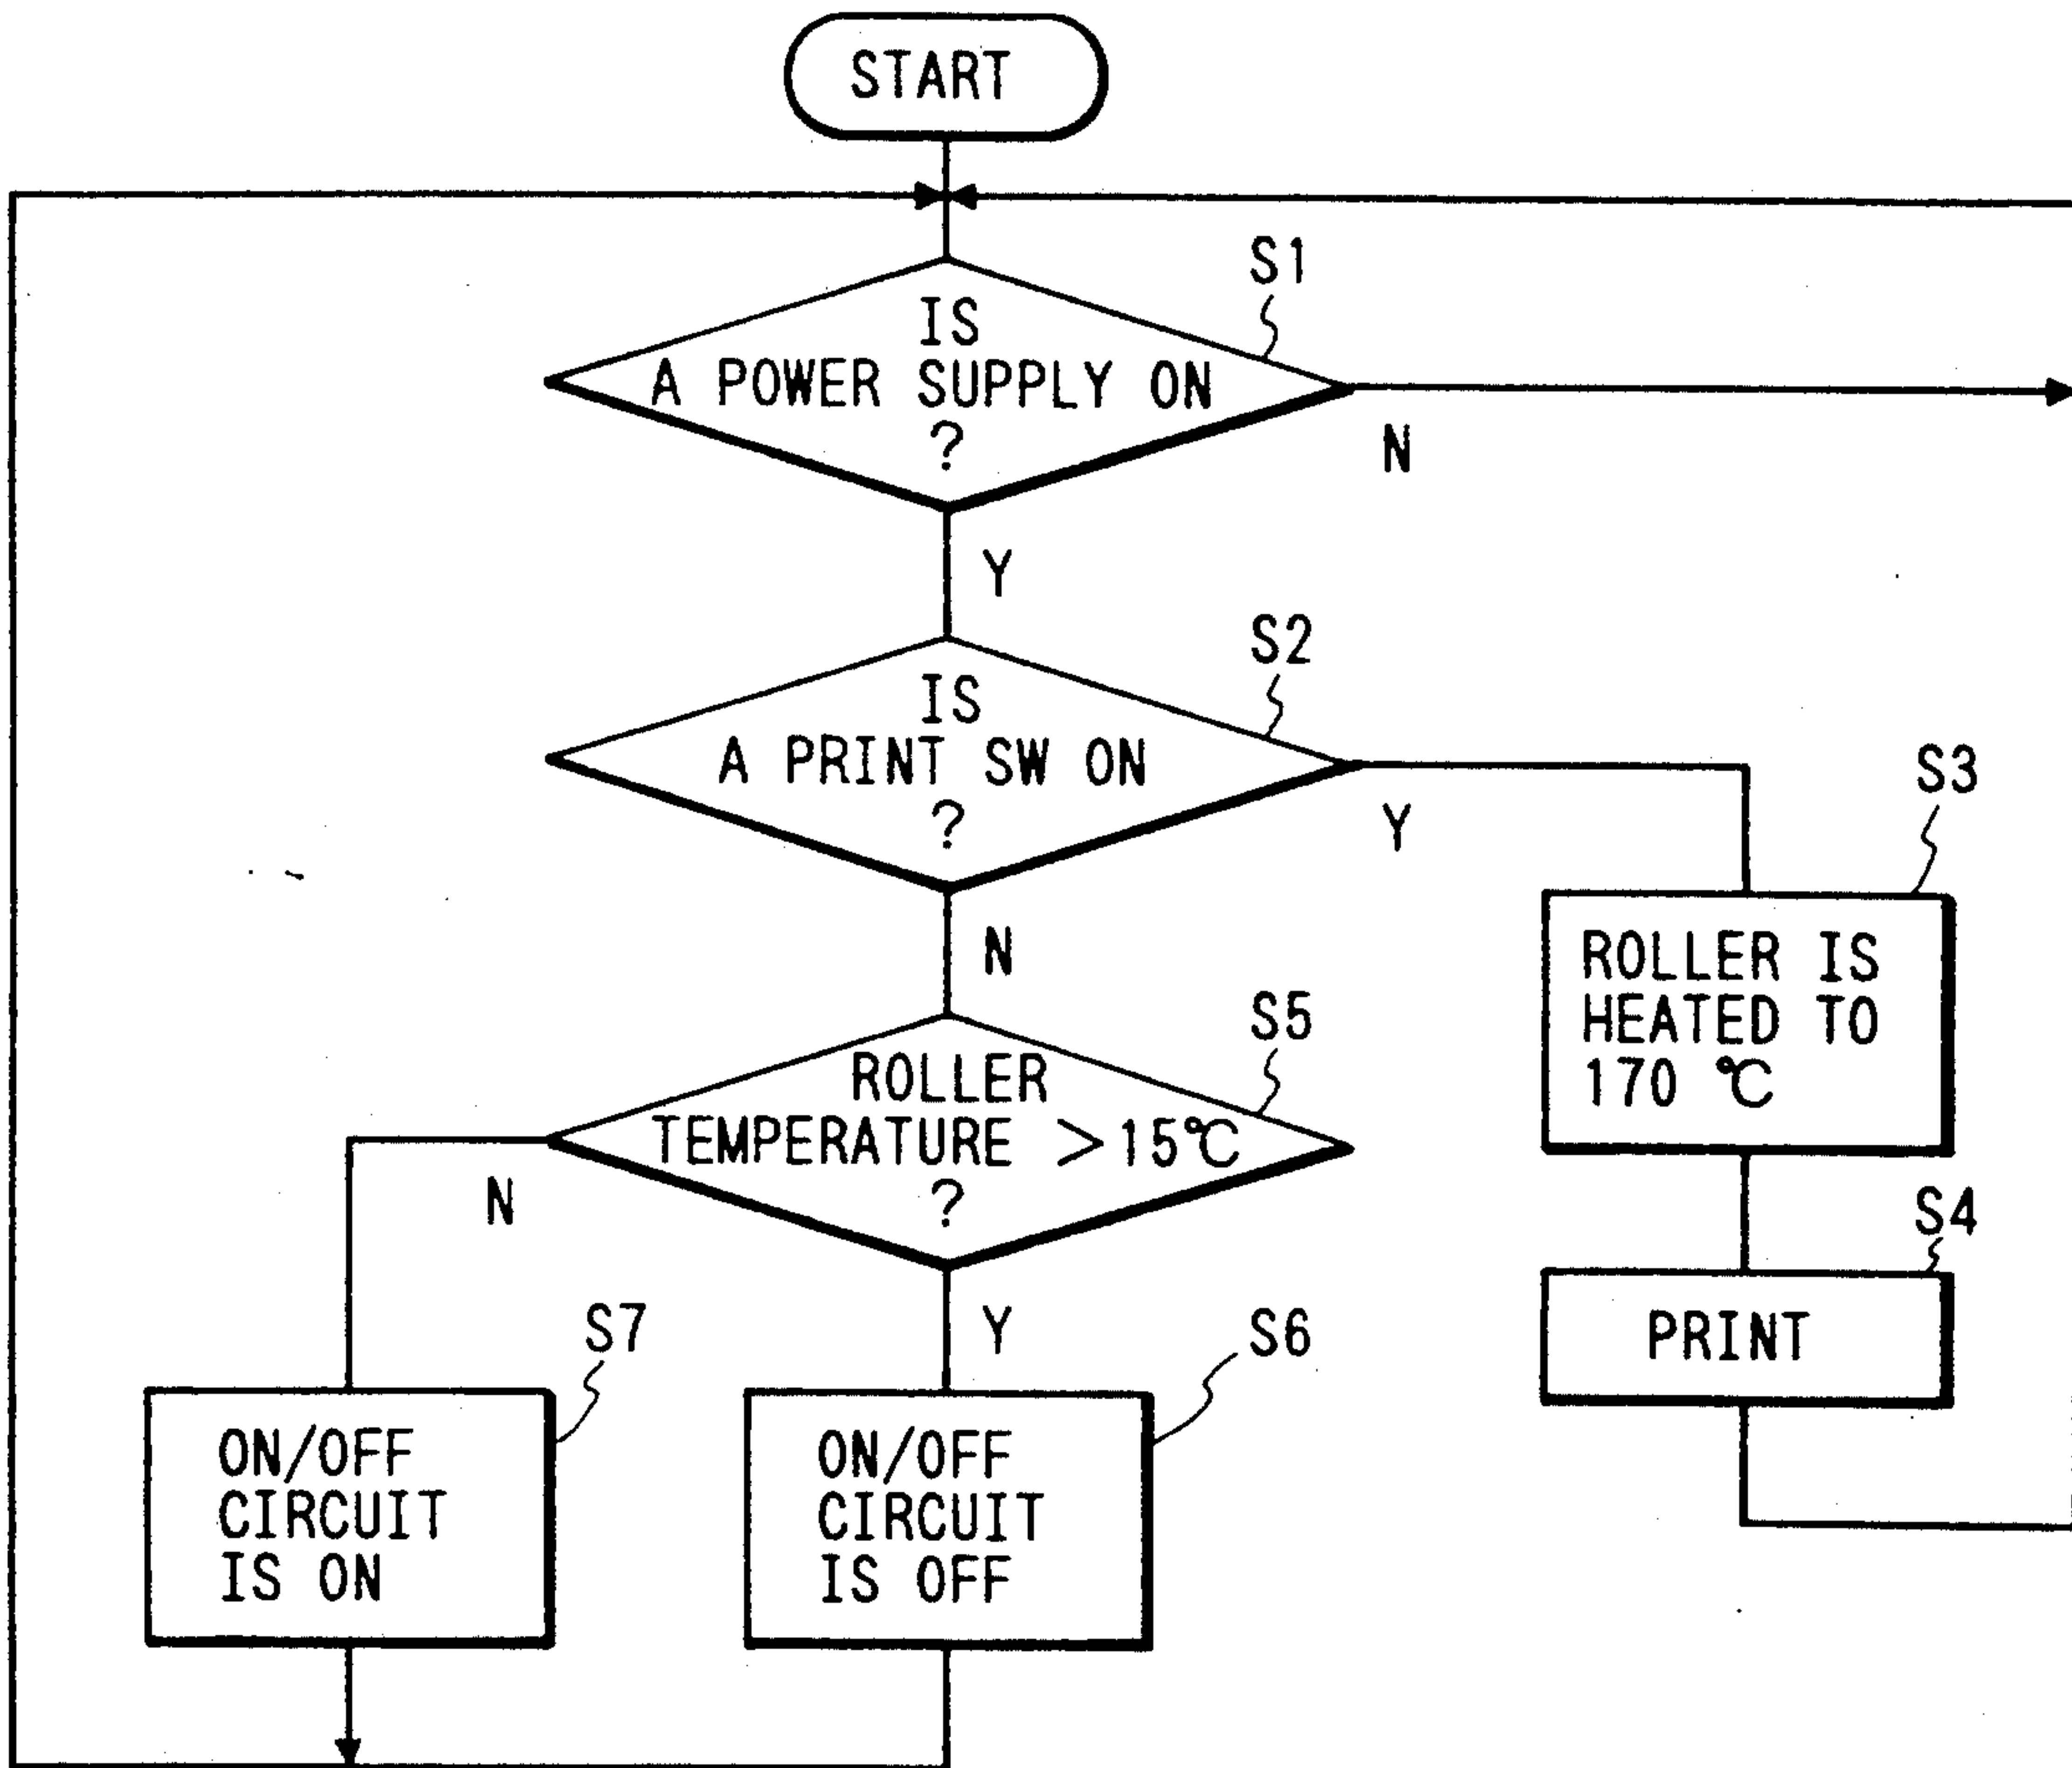 START
S1
IS
A POWER SUPPLY ON
?
N
Y
S2
IS
A PRINT SW ON
?
Y
N
S3
ROLLER IS
HEATED TO
170 ℃
S5
ROLLER
TEMPERATURE > 15℃
?
N
Y
S4
PRINT
S7
ON/OFF
CIRCUIT
IS ON
S6
ON/OFF
CIRCUIT
IS OFF